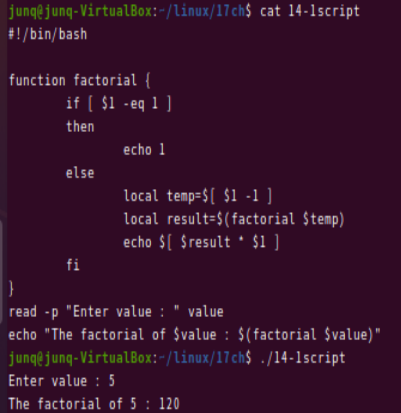 junq@junq-VirtualBox:~/linux/17ch$ cat 14-1script
#!/bin/bash

function factorial {
        if [ $1 -eq 1 ]
        then
                echo 1
        else
                local temp=$[ $1 -1 ]
                local result=$(factorial $temp)
                echo $[ $result * $1 ]
        fi
}
read -p "Enter value : " value
echo "The factorial of $value : $(factorial $value)"
junq@junq-VirtualBox:~/linux/17ch$ ./14-1script
Enter value : 5
The factorial of 5 : 120